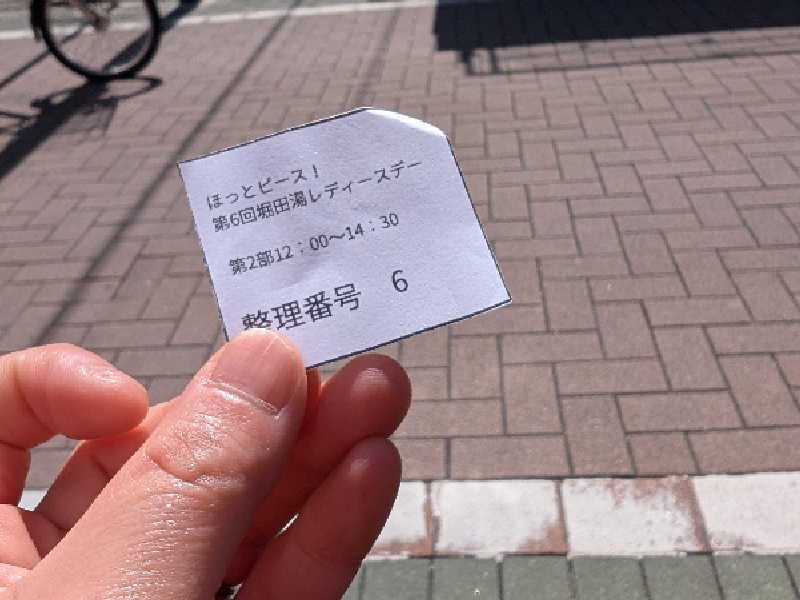 ほっとピース！
第6回堀田湯レディースデー
第2部12：00～14：30
整理番号 6